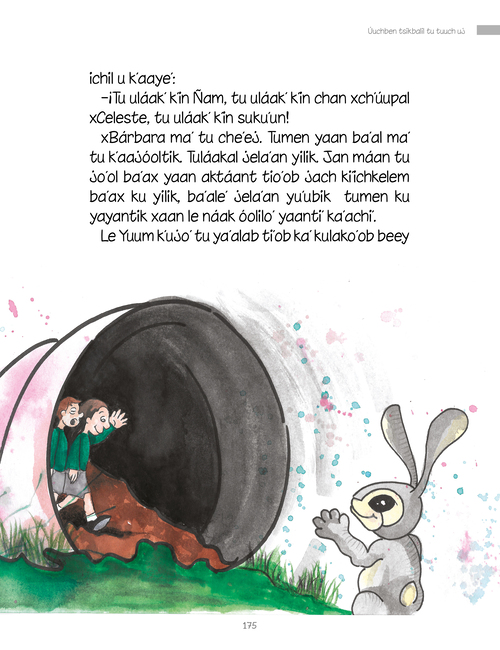 Úuchben tsikbalil tu tuuch uj
ichil u k'aaye':
–¡Tu uláak' k'iin Ñam, tu uláak' k'iin chan xch'úupal
xCeleste, tu uláak' k'iin suku'un!
xBárbara ma' tu che'ej. Tumen yaan ba'al ma'
tu k'aajóoltik. Tuláakal jela'an yilik. Jan máan tu
jo'ol ba'ax yaan aktáant tio'ob jach ki'ichkelem
ba'ax ku yilik, ba'ale' jela'an yu'ubik tumen ku
yayantik xaan le náak óolilo' yaanti' ka'achi'.
Le Yuum k'ujo' tu ya'alab ti'ob ka' kulako'ob beey
175